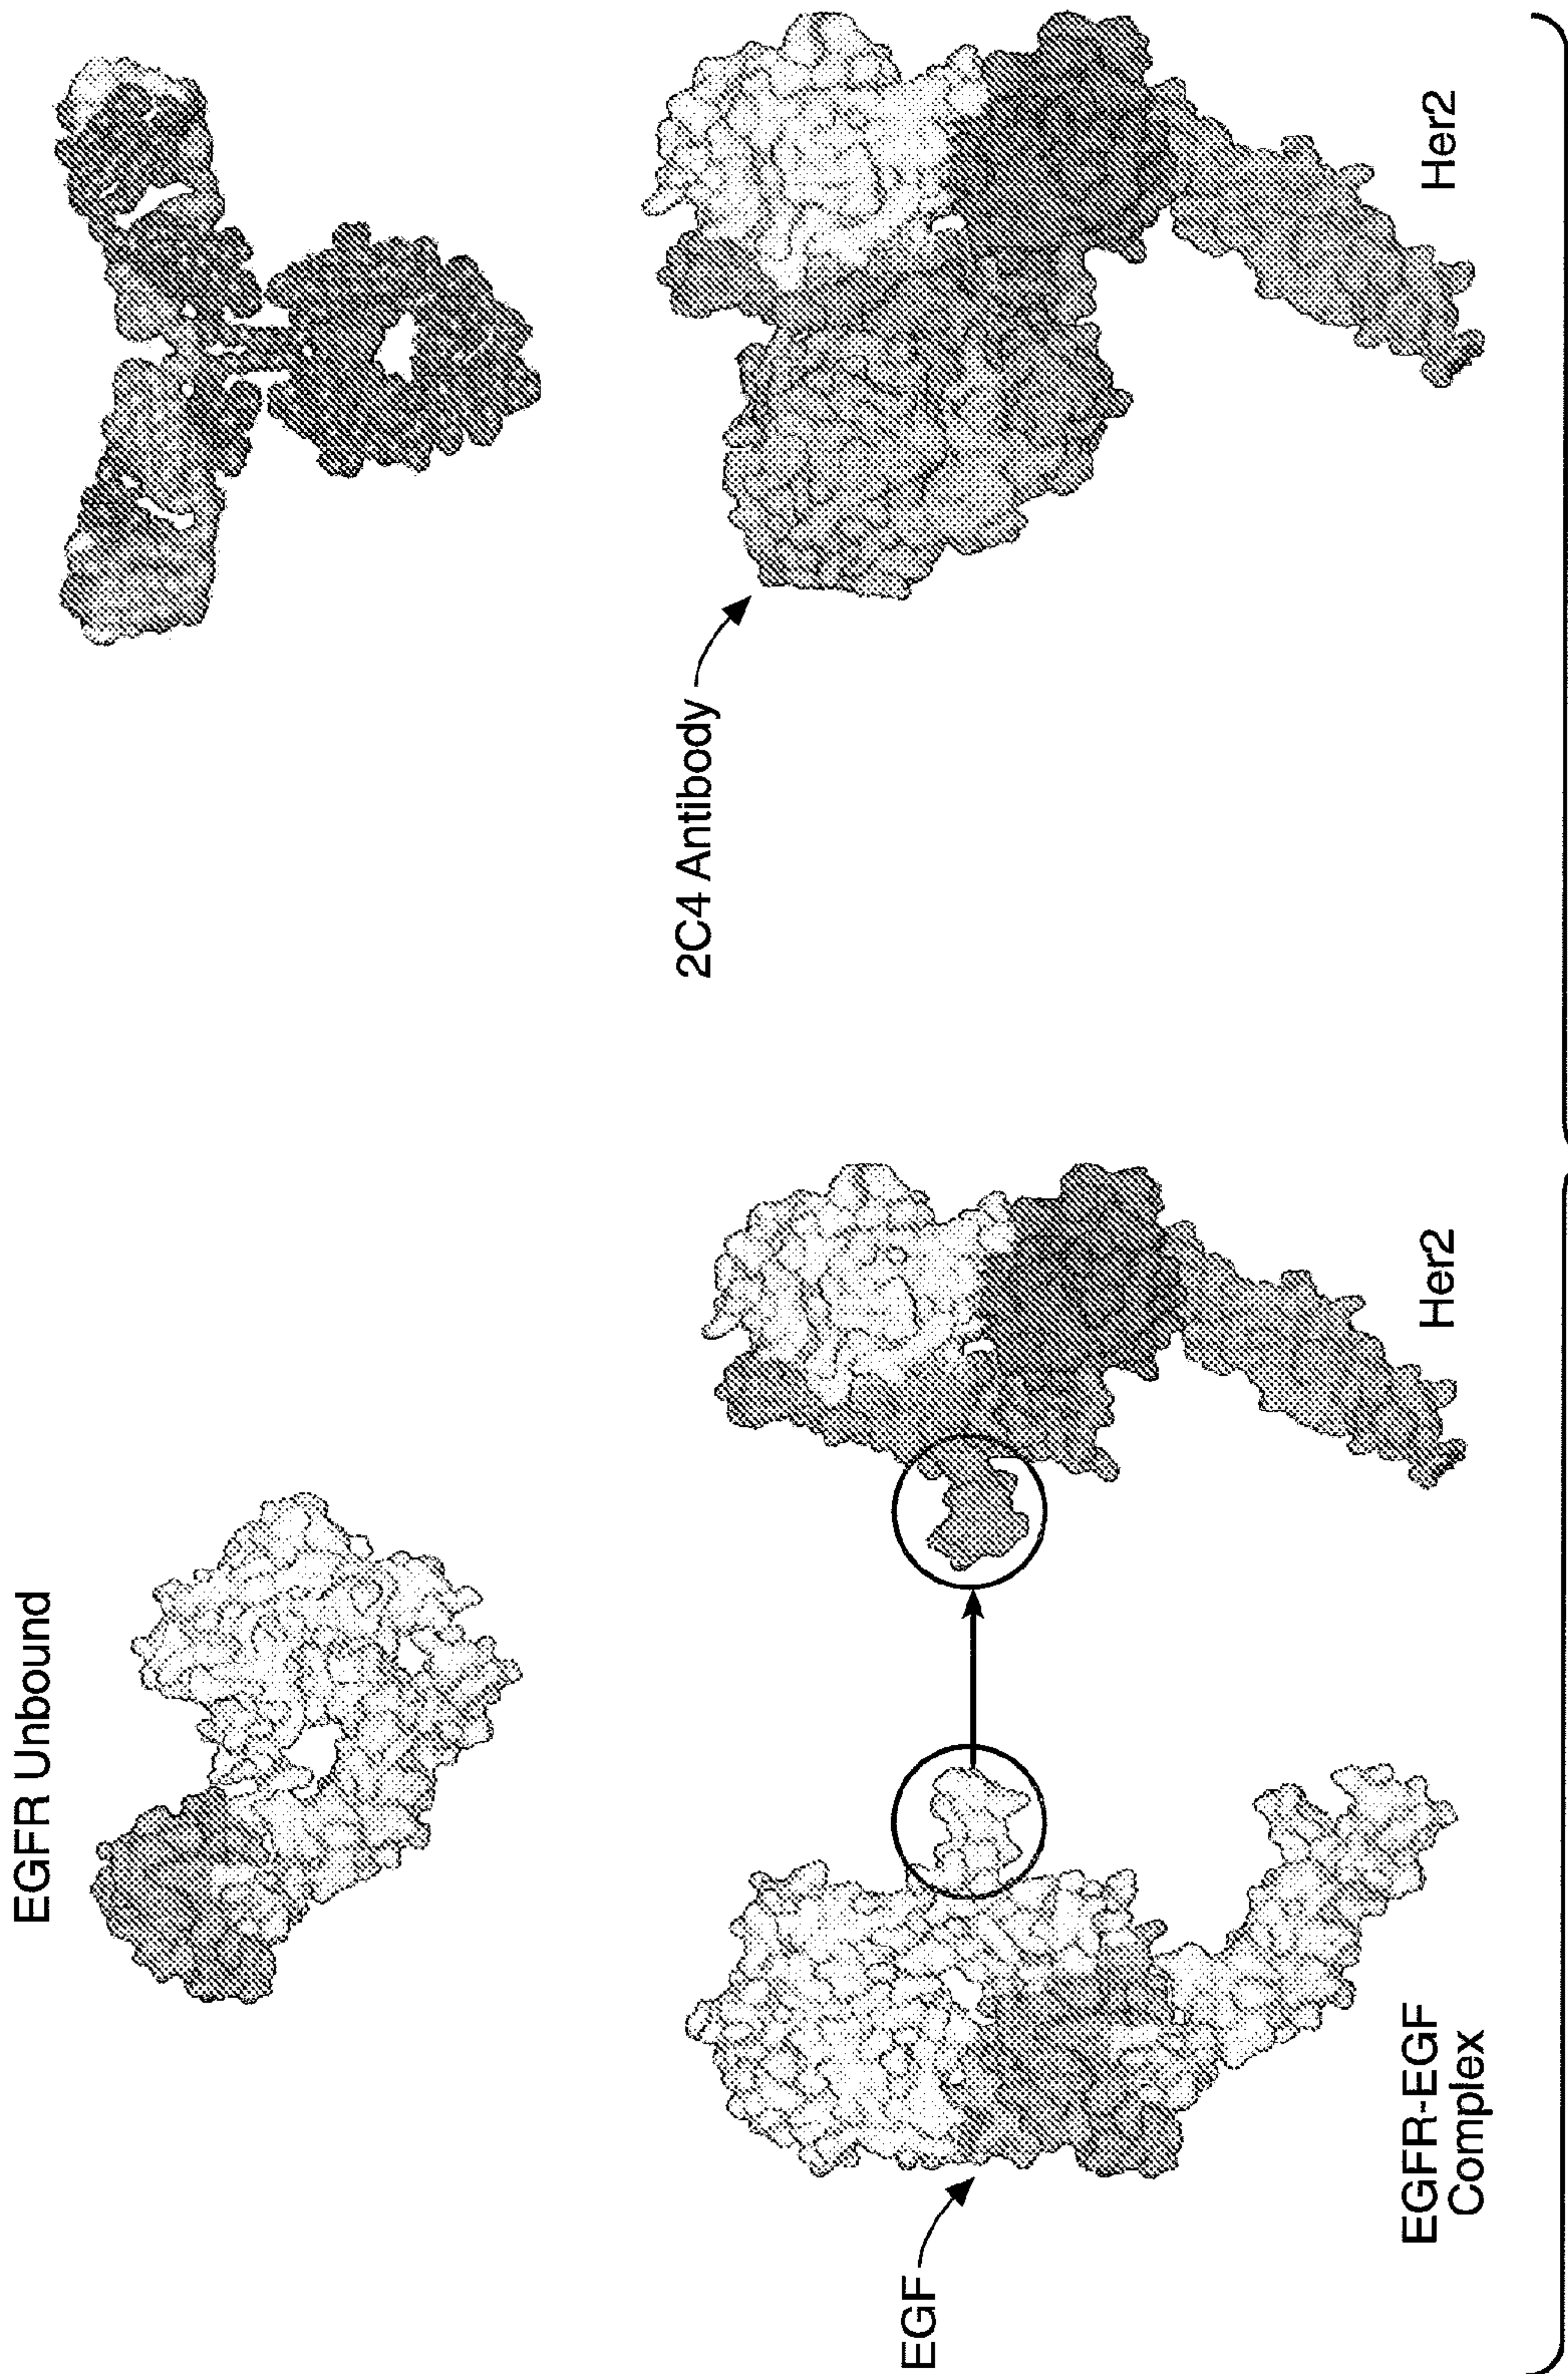 EGFR Unbound
2C4 Antibody
EGF
EGFR-EGF
Complex
Her2
Her2